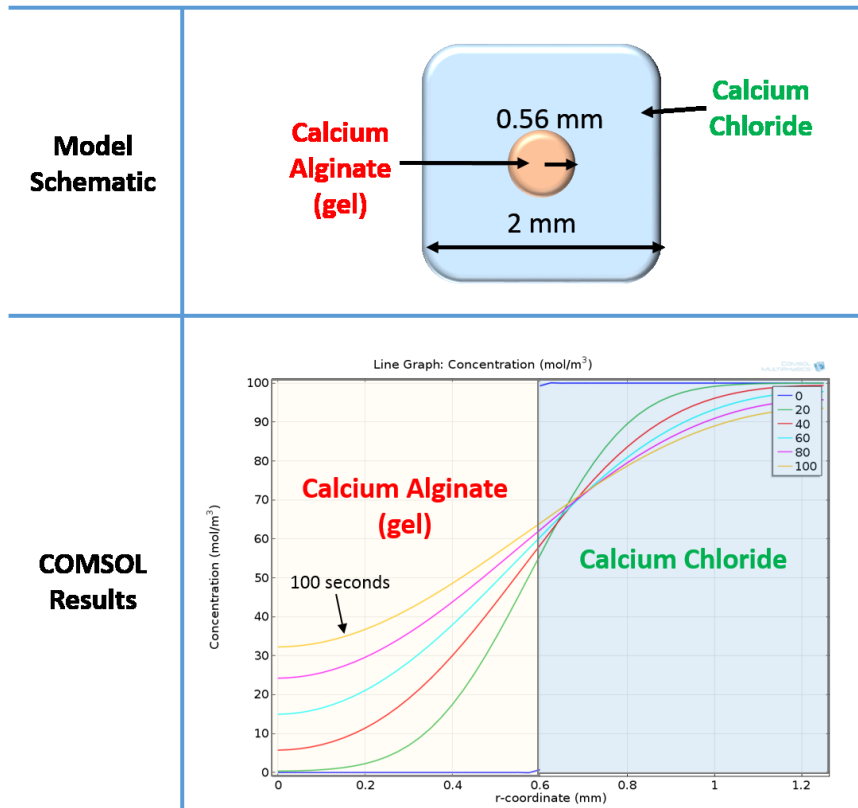 Model
Schematic
Calcium
Alginate
(gel)
0.56 mm
2 mm
Calcium
Chloride
COMSOL
Results
Line Graph: Concentration (mol/m³)
COMSOL
MULTIPHYSICS
Concentration (mol/m³)
100
90
80
70
60
50
40
30
20
10
0
Calcium Alginate
(gel)
100 seconds
Calcium Chloride
0
20
40
60
80
100
0 0.2 0.4 0.6 0.8 1 1.2
r-coordinate (mm)